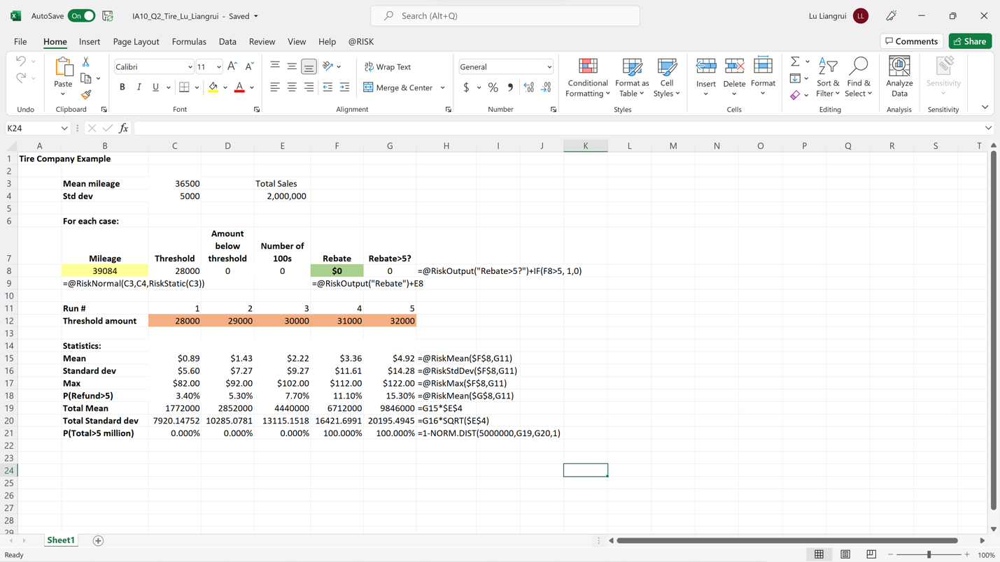 AutoSave On IA10_Q2_Tire_Lu_Liangrui - Saved Search (Alt+Q) Lu Liangrui LL
File Home Insert Page Layout Formulas Data Review View Help @RISK Comments Share
Calibri 11 Wrap Text General
Paste Conditional Format as Cell Insert Delete Format Sort & Find & Analyze Sensitivity
B I U A Merge & Center $ % Formatting Table Styles Filter Select Data
Undo Clipboard Font Alignment Number Styles Cells Editing Analysis Sensitivity
K24 fx
A B C D E F G H I J K L M N O P Q R S T
1 Tire Company Example
2
3 Mean mileage 36500 Total Sales
4 Std dev 5000 2,000,000
5
6 For each case:
Amount
below Number of
7 Mileage Threshold threshold 100s Rebate Rebate>5?
8 39084 28000 0 0 $0 0 =@RiskOutput("Rebate>5?")+IF(F8>5, 1,0)
9 =@RiskNormal(C3,C4,RiskStatic(C3)) =@RiskOutput("Rebate")+E8
10
11 Run # 1 2 3 4 5
12 Threshold amount 28000 29000 30000 31000 32000
13
14 Statistics:
15 Mean $0.89 $1.43 $2.22 $3.36 $4.92 =@RiskMean($F$8,G11)
16 Standard dev $5.60 $7.27 $9.27 $11.61 $14.28 =@RiskStdDev($F$8,G11)
17 Max $82.00 $92.00 $102.00 $112.00 $122.00 =@RiskMax($F$8,G11)
18 P(Refund>5) 3.40% 5.30% 7.70% 11.10% 15.30% =@RiskMean($G$8,G11)
19 Total Mean 1772000 2852000 4440000 6712000 9846000 =G15*$E$4
20 Total Standard dev 7920.14752 10285.0781 13115.1518 16421.6991 20195.4945 =G16*SQRT($E$4)
21 P(Total>5 million) 0.000% 0.000% 0.000% 100.000% 100.000% =1-NORM.DIST(5000000,G19,G20,1)
22
23
24
25
26
27
28
29
Sheet1
Ready 100%